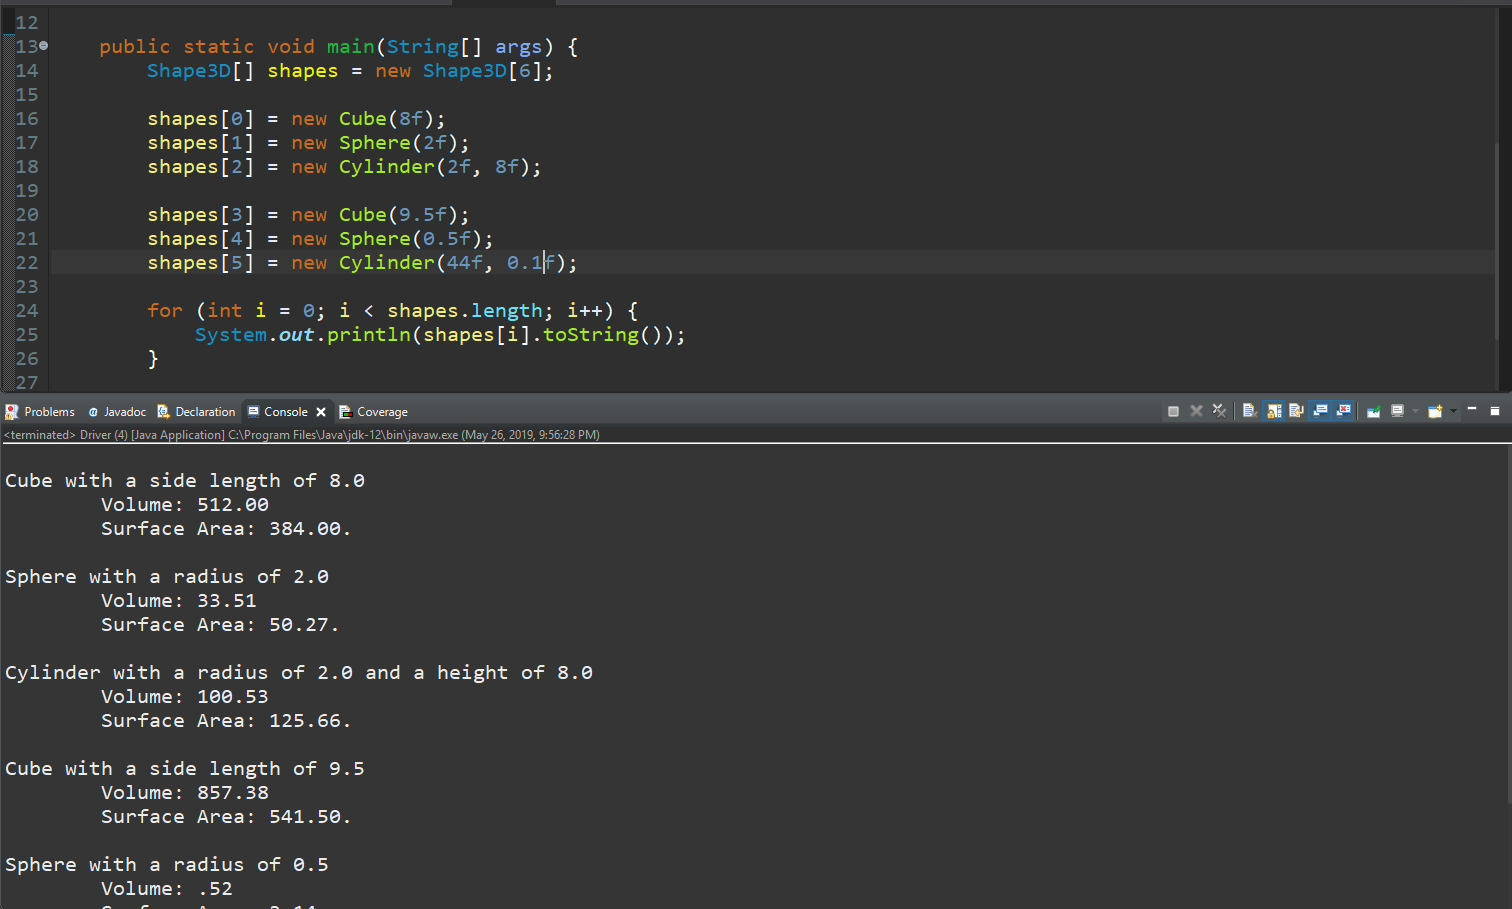 12
13 public static void main(String[] args) {
14 Shape3D[] shapes = new Shape3D[6];
15
16 shapes[0] = new Cube(8f);
17 shapes[1] = new Sphere(2f);
18 shapes[2] = new Cylinder(2f, 8f);
19
20 shapes[3] = new Cube(9.5f);
21 shapes[4] = new Sphere(0.5f);
22 shapes[5] = new Cylinder(44f, 0.1f);
23
24 for (int i = 0; i < shapes.length; i++) {
25 System.out.println(shapes[i].toString());
26 }
27
Problems @ Javadoc Declaration Console Coverage
<terminated> Driver (4) [Java Application] C:\Program Files\Java\jdk-12\bin\javaw.exe (May 26, 2019, 9:56:28 PM)
Cube with a side length of 8.0
Volume: 512.00
Surface Area: 384.00.
Sphere with a radius of 2.0
Volume: 33.51
Surface Area: 50.27.
Cylinder with a radius of 2.0 and a height of 8.0
Volume: 100.53
Surface Area: 125.66.
Cube with a side length of 9.5
Volume: 857.38
Surface Area: 541.50.
Sphere with a radius of 0.5
Volume: .52